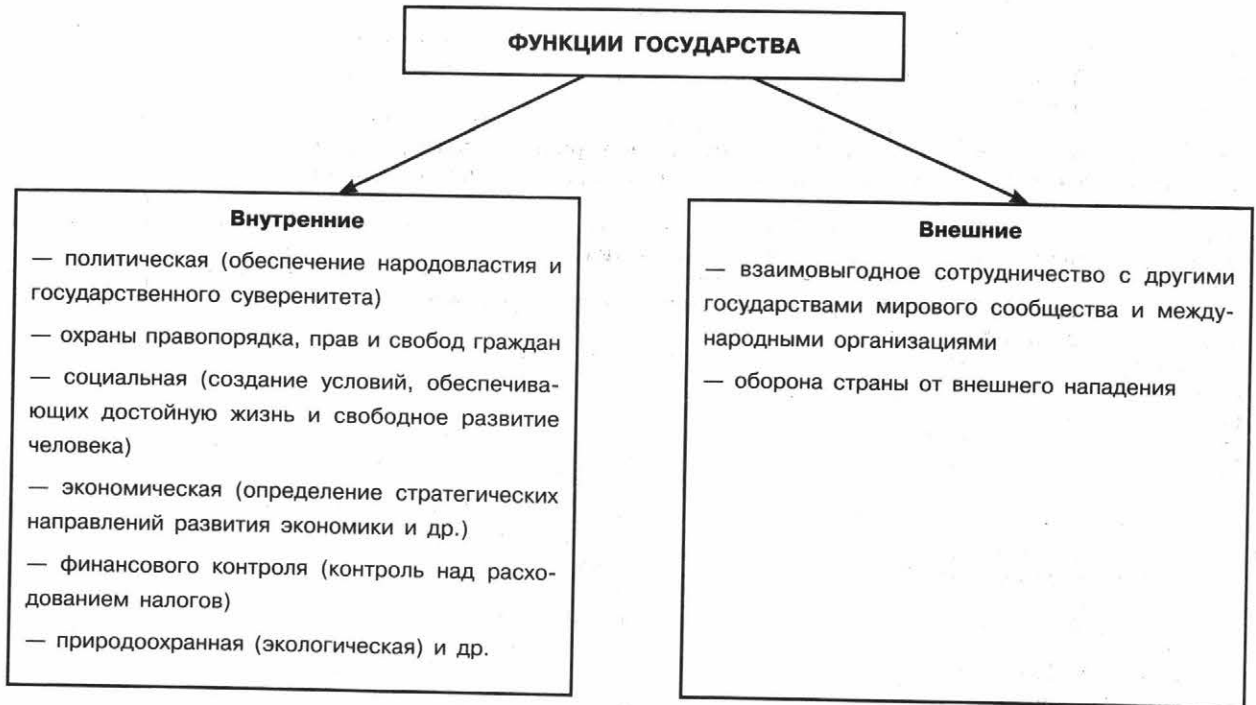 ФУНКЦИИ ГОСУДАРСТВА
Внутренние
— политическая (обеспечение народовластия и
государственного суверенитета)
— охраны правопорядка, прав и свобод граждан
— социальная (создание условий, обеспечива-
ющих достойную жизнь и свободное развитие
человека)
— экономическая (определение стратегических
направлений развития экономики и др.)
— финансового контроля (контроль над расхо-
дованием налогов)
— природоохранная (экологическая) и др.
Внешние
— взаимовыгодное сотрудничество с другими
государствами мирового сообщества и между-
народными организациями
— оборона страны от внешнего нападения